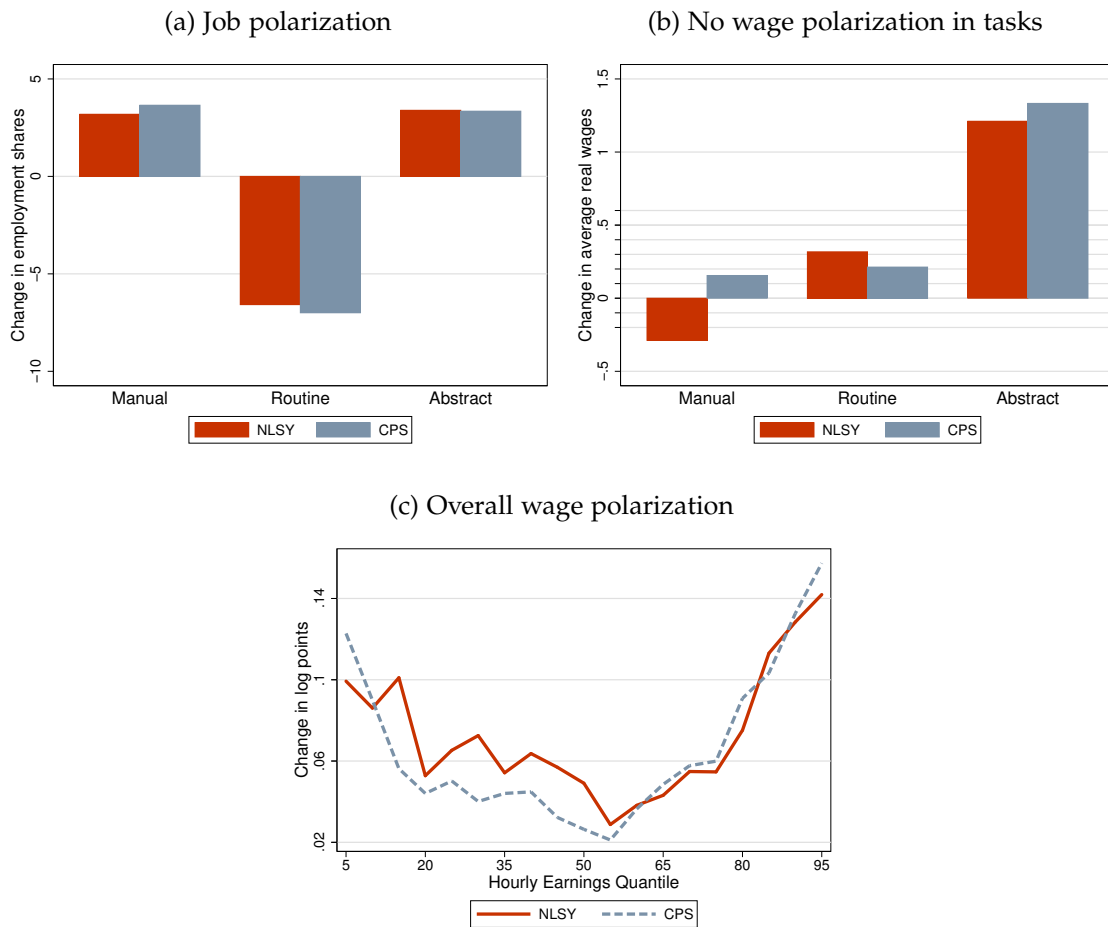 (a) Job polarization
(b) No wage polarization in tasks
Change in employment shares
5
0
−5
−10
Manual Routine Abstract
NLSY CPS
Change in average real wages
1.5
1
.5
0
−.5
Manual Routine Abstract
NLSY CPS
(c) Overall wage polarization
Change in log points
.14
.1
.06
.02
5 20 35 50 65 80 95
Hourly Earnings Quantile
NLSY CPS